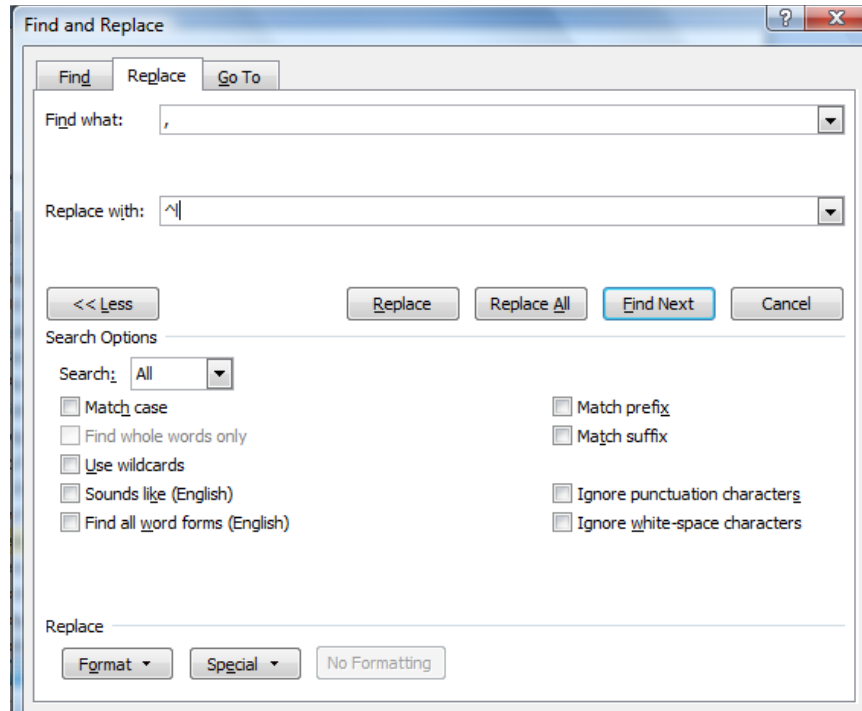 Find and Replace
Find Replace Go To
Find what: ,
Replace with: ^l
<< Less Replace Replace All Find Next Cancel
Search Options
Search: All
Match case Match prefix
Find whole words only Match suffix
Use wildcards
Sounds like (English) Ignore punctuation characters
Find all word forms (English) Ignore white-space characters
Replace
Format Special No Formatting